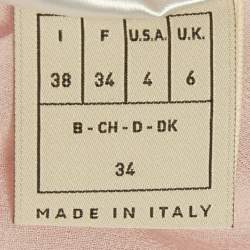 I F U.S.A. U.K.
38 34 4 6
B - CH - D - DK
34
MADE IN ITALY